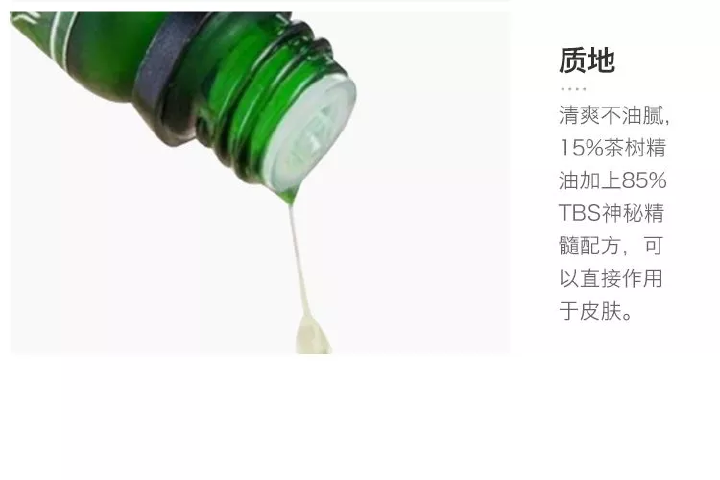 质地
清爽不油腻,
15%茶树精
油加上85%
TBS神秘精
髓配方，可
以直接作用
于皮肤。